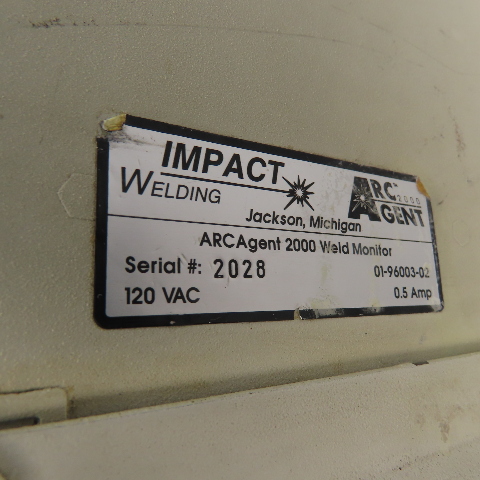 IMPACT
WELDING
Jackson, Michigan
ARC™
2000
AGENT
ARCAgent 2000 Weld Monitor
Serial #: 2028
01-96003-02
120 VAC
0.5 Amp